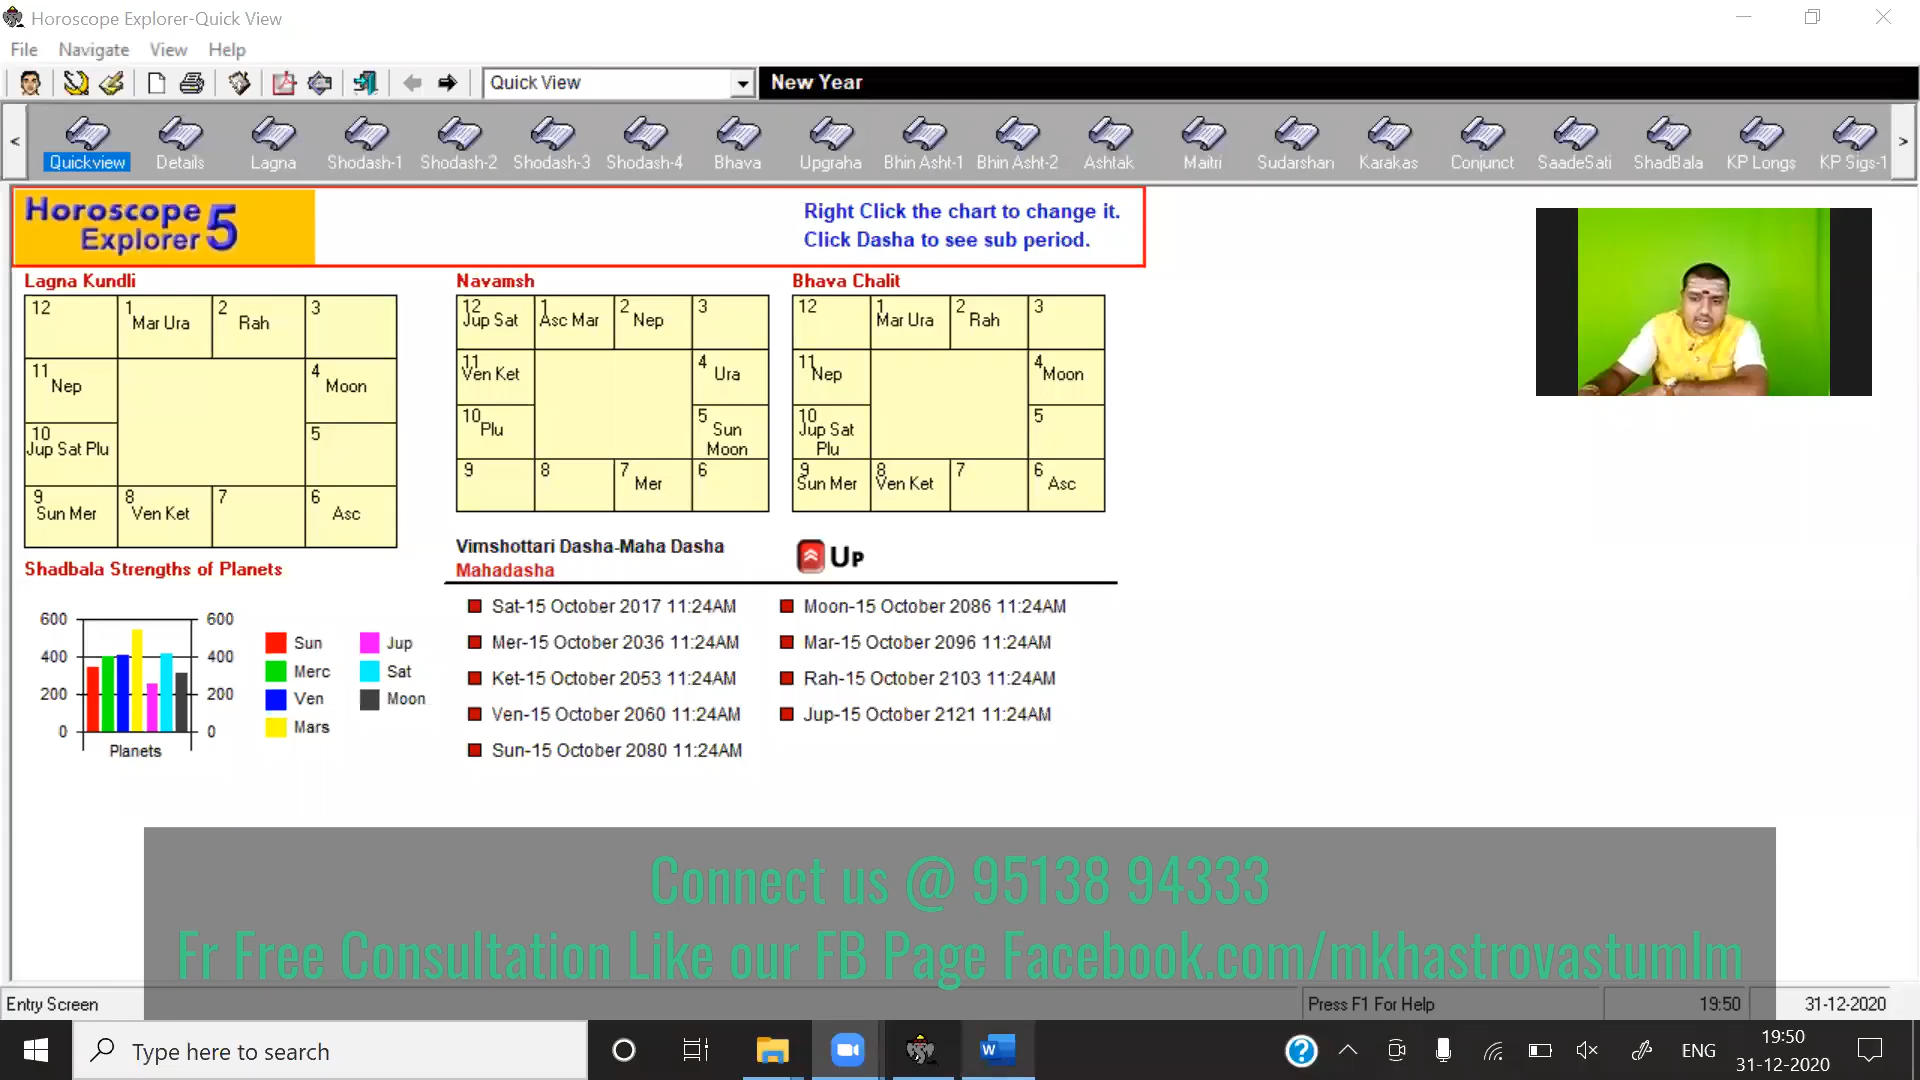 Horoscope Explorer-Quick View
File Navigate View Help
Quick View New Year
< Quickview Details Lagna Shodash-1 Shodash-2 Shodash-3 Shodash-4 Bhava Upgraha Bhin Asht-1 Bhin Asht-2 Ashtak Maitri Sudarshan Karakas Conjunct SaadeSati ShadBala KP Longs KP Sigs-1 >
Horoscope
Explorer 5
Right Click the chart to change it.
Click Dasha to see sub period.
Lagna Kundli
12 1 Mar Ura 2 Rah 3
11 Nep 4 Moon
10 Jup Sat Plu 5
9 Sun Mer 8 Ven Ket 7 6 Asc
Navamsh
12 Jup Sat 1 Asc Mar 2 Nep 3
11 Ven Ket 4 Ura
10 Plu 5 Sun Moon
9 8 7 Mer 6
Bhava Chalit
12 1 Mar Ura 2 Rah 3
11 Nep 4 Moon
10 Jup Sat Plu 5
9 Sun Mer 8 Ven Ket 7 6 Asc
Shadbala Strengths of Planets
600 600
400 400
200 200
0 0
Planets
Sun Jup
Merc Sat
Ven Moon
Mars
Vimshottari Dasha-Maha Dasha
Mahadasha
UP
Sat-15 October 2017 11:24AM Moon-15 October 2086 11:24AM
Mer-15 October 2036 11:24AM Mar-15 October 2096 11:24AM
Ket-15 October 2053 11:24AM Rah-15 October 2103 11:24AM
Ven-15 October 2060 11:24AM Jup-15 October 2121 11:24AM
Sun-15 October 2080 11:24AM
Connect us @ 95138 94333
Fr Free Consultation Like our FB Page Facebook.com/mkhastrovastumlm
Entry Screen Press F1 For Help 19:50 31-12-2020
Type here to search
W
?
ENG
19:50
31-12-2020